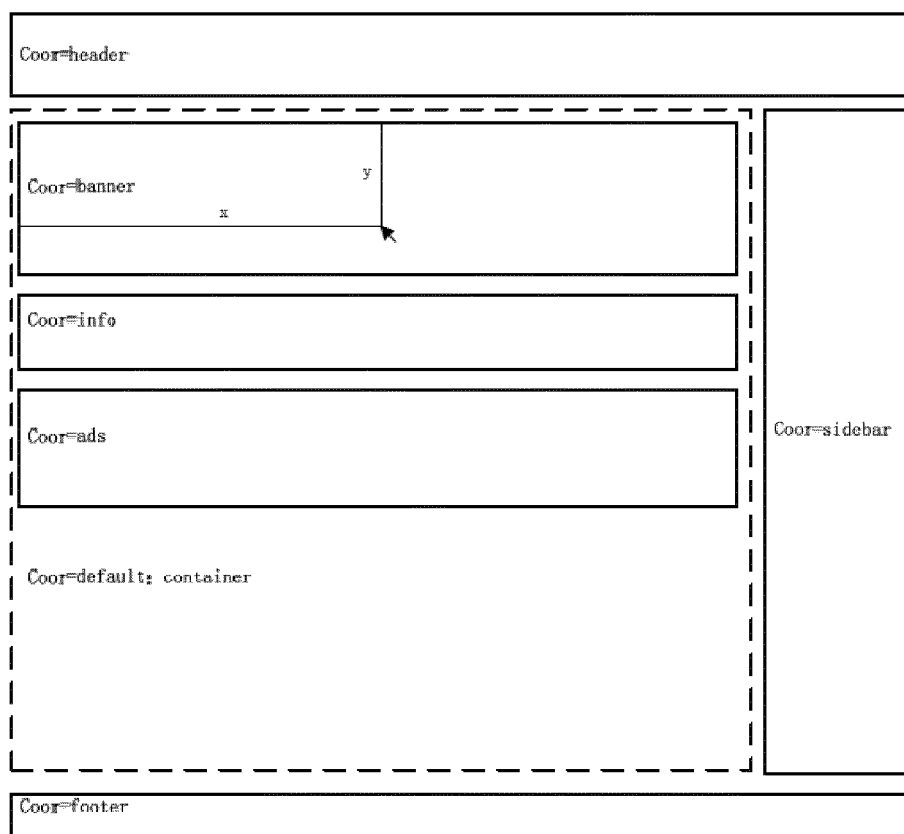 Coor=header
Coor=banner
y
x
Coor=info
Coor=ads
Coor=sidebar
Coor=default: container
Coor=footer